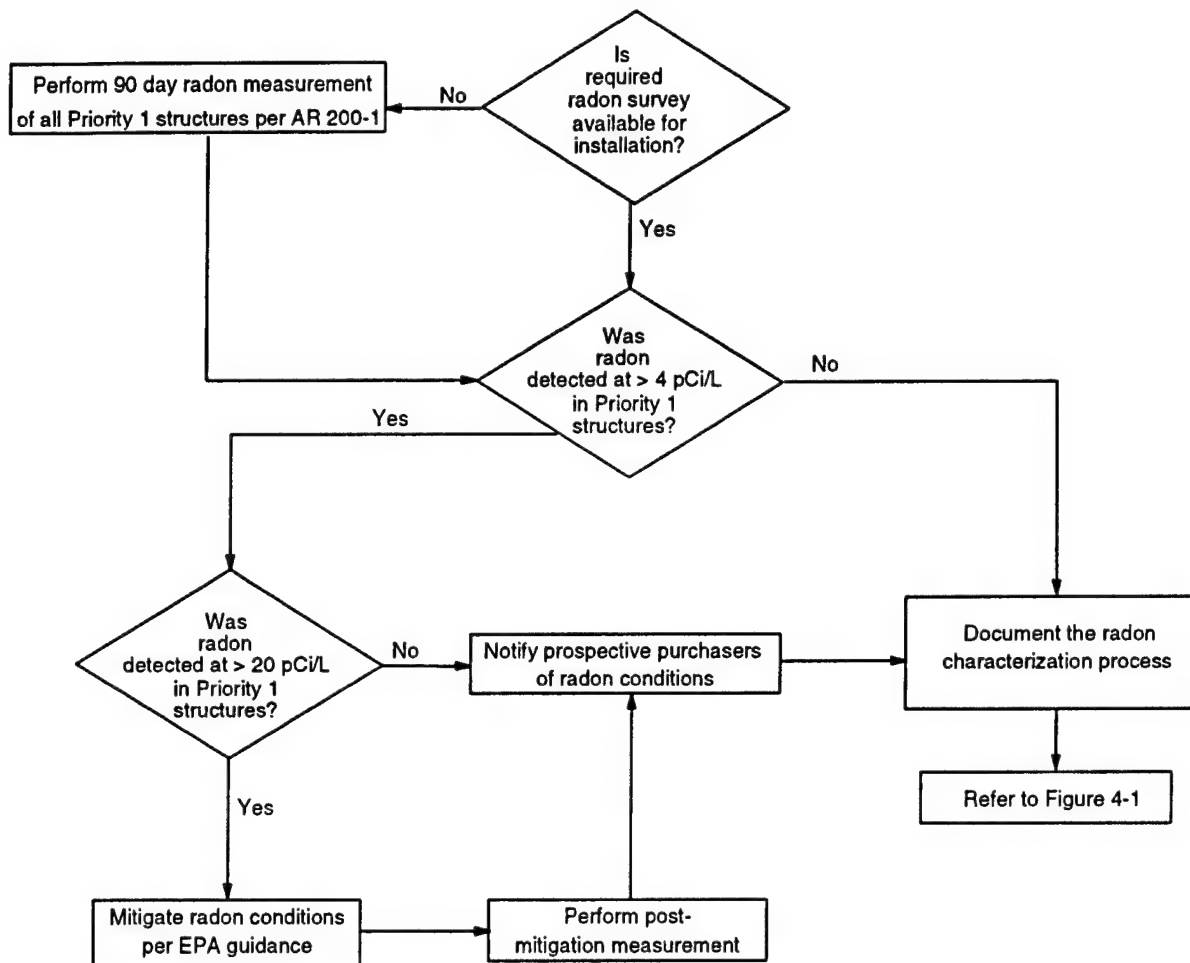 Is
required
radon survey
available for
installation?
No
Perform 90 day radon measurement
of all Priority 1 structures per AR 200-1
Yes
Was
radon
detected at > 4 pCi/L
in Priority 1
structures?
No
Yes
Was
radon
detected at > 20 pCi/L
in Priority 1
structures?
No
Notify prospective purchasers
of radon conditions
Document the radon
characterization process
Refer to Figure 4-1
Yes
Mitigate radon conditions
per EPA guidance
Perform post-
mitigation measurement